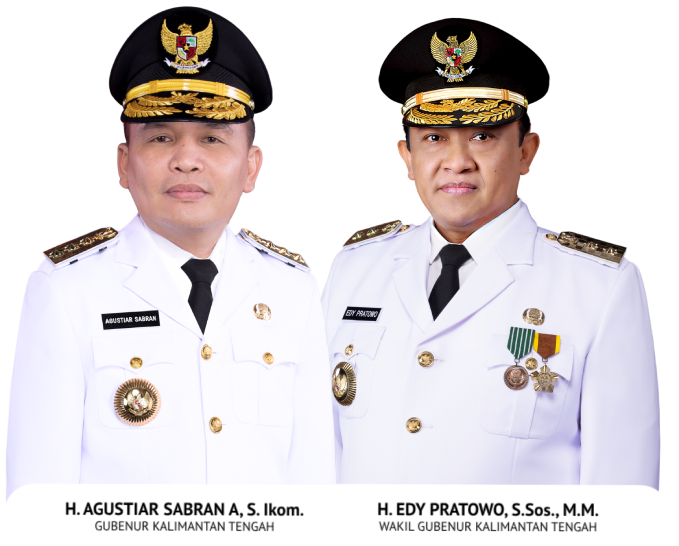 AGUSTIAR SABRAN
EDY PRATOWO
H. AGUSTIAR SABRAN A, S. Ikom.
GUBENUR KALIMANTAN TENGAH
H. EDY PRATOWO, S.Sos., M.M.
WAKIL GUBENUR KALIMANTAN TENGAH